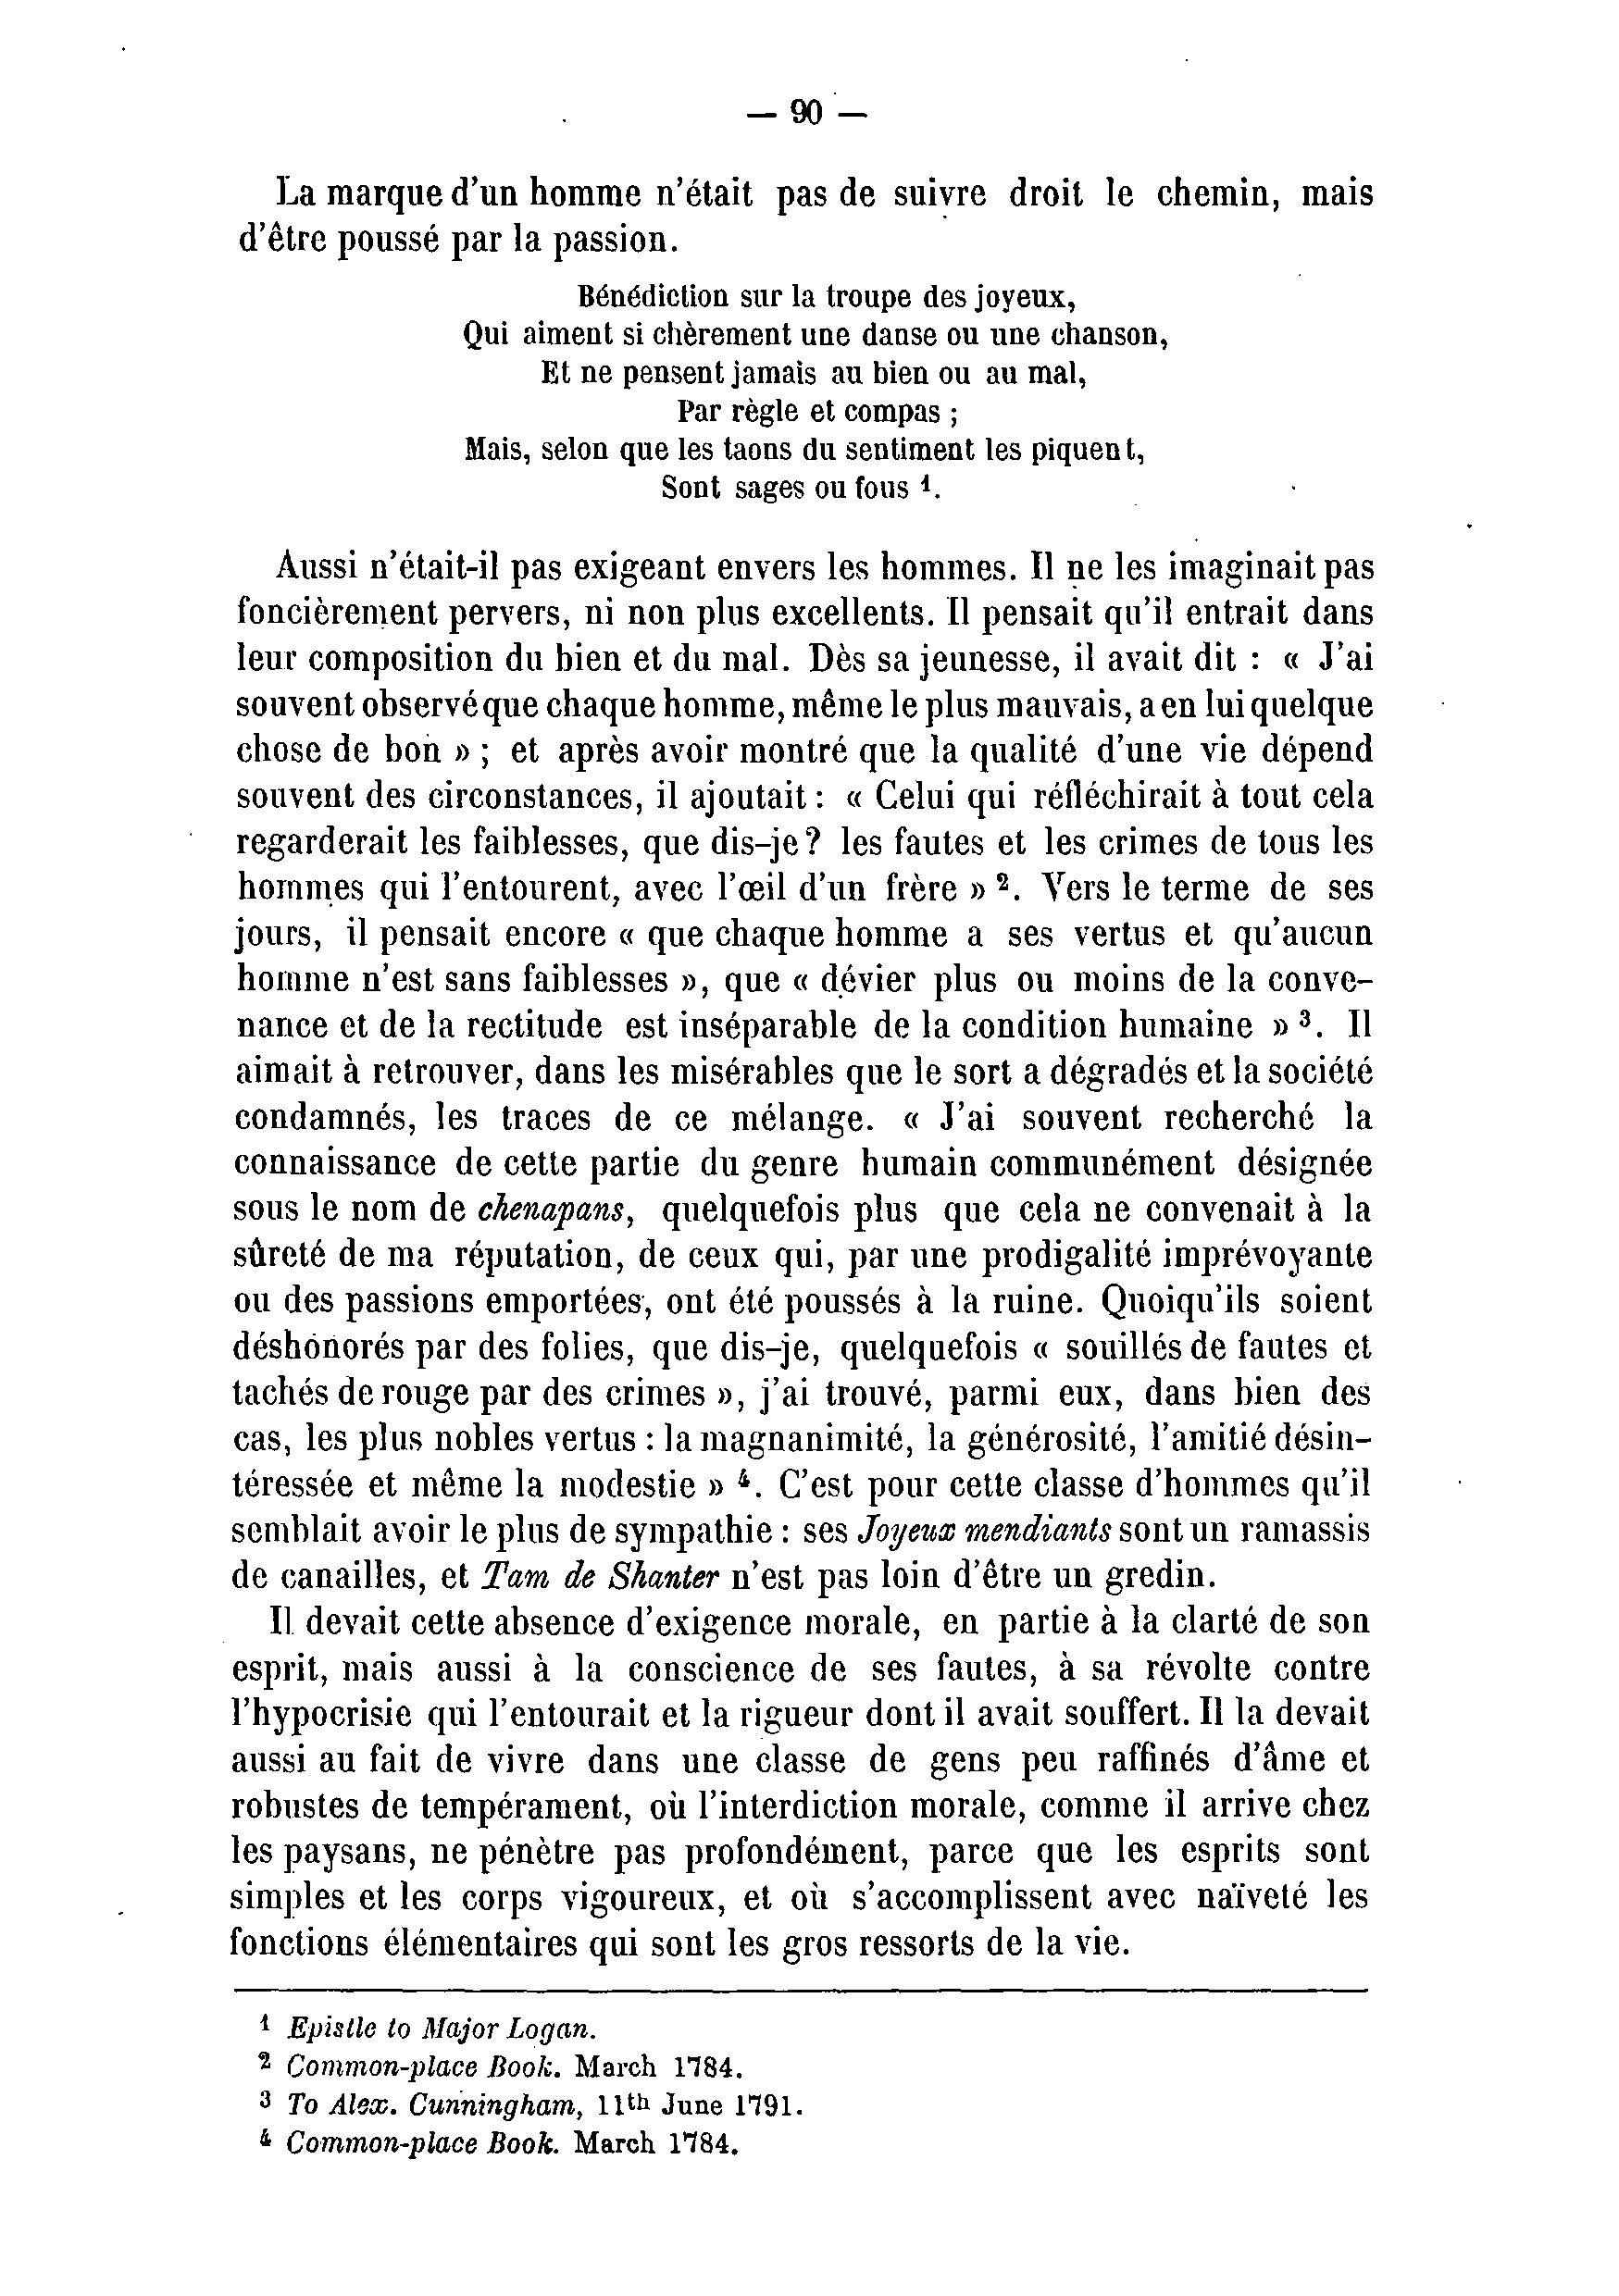 — 90 —
La marque d'un homme n'était pas de suivre droit le chemin, mais
d'être poussé par la passion.
Bénédiction sur la troupe des joyeux,
Qui aiment si chèrement une danse ou une chanson,
Et ne pensent jamais au bien ou au mal,
Par règle et compas ;
Mais, selon que les taons du sentiment les piquent,
Sont sages ou fous ¹.
Aussi n'était-il pas exigeant envers les hommes. Il ne les imaginait pas
foncièrement pervers, ni non plus excellents. Il pensait qu'il entrait dans
leur composition du bien et du mal. Dès sa jeunesse, il avait dit : « J'ai
souvent observé que chaque homme, même le plus mauvais, a en lui quelque
chose de bon » ; et après avoir montré que la qualité d'une vie dépend
souvent des circonstances, il ajoutait : « Celui qui réfléchirait à tout cela
regarderait les faiblesses, que dis-je ? les fautes et les crimes de tous les
hommes qui l'entourent, avec l'œil d'un frère » ². Vers le terme de ses
jours, il pensait encore « que chaque homme a ses vertus et qu'aucun
homme n'est sans faiblesses », que « dévier plus ou moins de la conve-
nance et de la rectitude est inséparable de la condition humaine » ³. Il
aimait à retrouver, dans les misérables que le sort a dégradés et la société
condamnés, les traces de ce mélange. « J'ai souvent recherché la
connaissance de cette partie du genre humain communément désignée
sous le nom de chenapans, quelquefois plus que cela ne convenait à la
sûreté de ma réputation, de ceux qui, par une prodigalité imprévoyante
ou des passions emportées, ont été poussés à la ruine. Quoiqu'ils soient
déshonorés par des folies, que dis-je, quelquefois « souillés de fautes et
tachés de rouge par des crimes », j'ai trouvé, parmi eux, dans bien des
cas, les plus nobles vertus : la magnanimité, la générosité, l'amitié désin-
téressée et même la modestie » ⁴. C'est pour cette classe d'hommes qu'il
semblait avoir le plus de sympathie : ses Joyeux mendiants sont un ramassis
de canailles, et Tam de Shanter n'est pas loin d'être un gredin.
Il devait cette absence d'exigence morale, en partie à la clarté de son
esprit, mais aussi à la conscience de ses fautes, à sa révolte contre
l'hypocrisie qui l'entourait et la rigueur dont il avait souffert. Il la devait
aussi au fait de vivre dans une classe de gens peu raffinés d'âme et
robustes de tempérament, où l'interdiction morale, comme il arrive chez
les paysans, ne pénètre pas profondément, parce que les esprits sont
simples et les corps vigoureux, et où s'accomplissent avec naïveté les
fonctions élémentaires qui sont les gros ressorts de la vie.
¹ Epistle to Major Logan.
² Common-place Book. March 1784.
³ To Alex. Cunningham, 11th June 1791.
⁴ Common-place Book. March 1784.